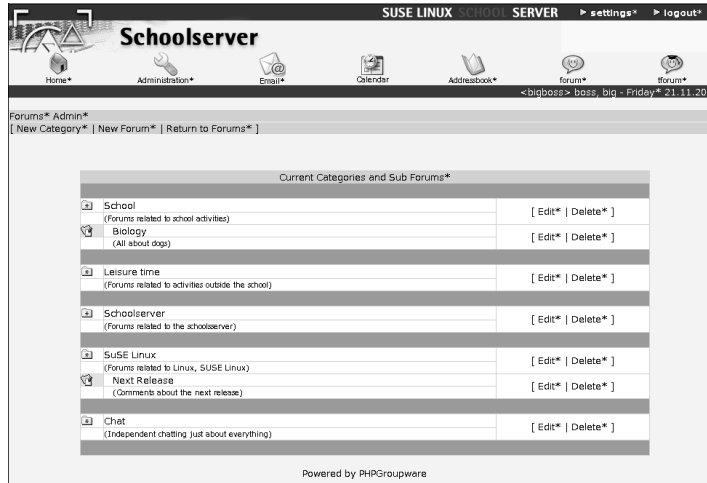 SUSE LINUX SCHOOL SERVER ▶ settings* ▶ logout*
Schoolserver
Home* Administration* Email* Calendar Addressbook* forum* tforum*
<bigboss> boss, big - Friday* 21.11.20
Forums* Admin*
[ New Category* | New Forum* | Return to Forums* ]
Current Categories and Sub Forums*
School
(Forums related to school activities)
[ Edit* | Delete* ]
Biology
(All about dogs)
[ Edit* | Delete* ]
Leisure time
(Forums related to activities outside the school)
[ Edit* | Delete* ]
Schoolserver
(Forums related to the schoolsserver)
[ Edit* | Delete* ]
SuSE Linux
(Forums related to Linux, SUSE Linux)
[ Edit* | Delete* ]
Next Release
(Comments about the next release)
[ Edit* | Delete* ]
Chat
(Independent chatting just about everything)
[ Edit* | Delete* ]
Powered by PHPGroupware